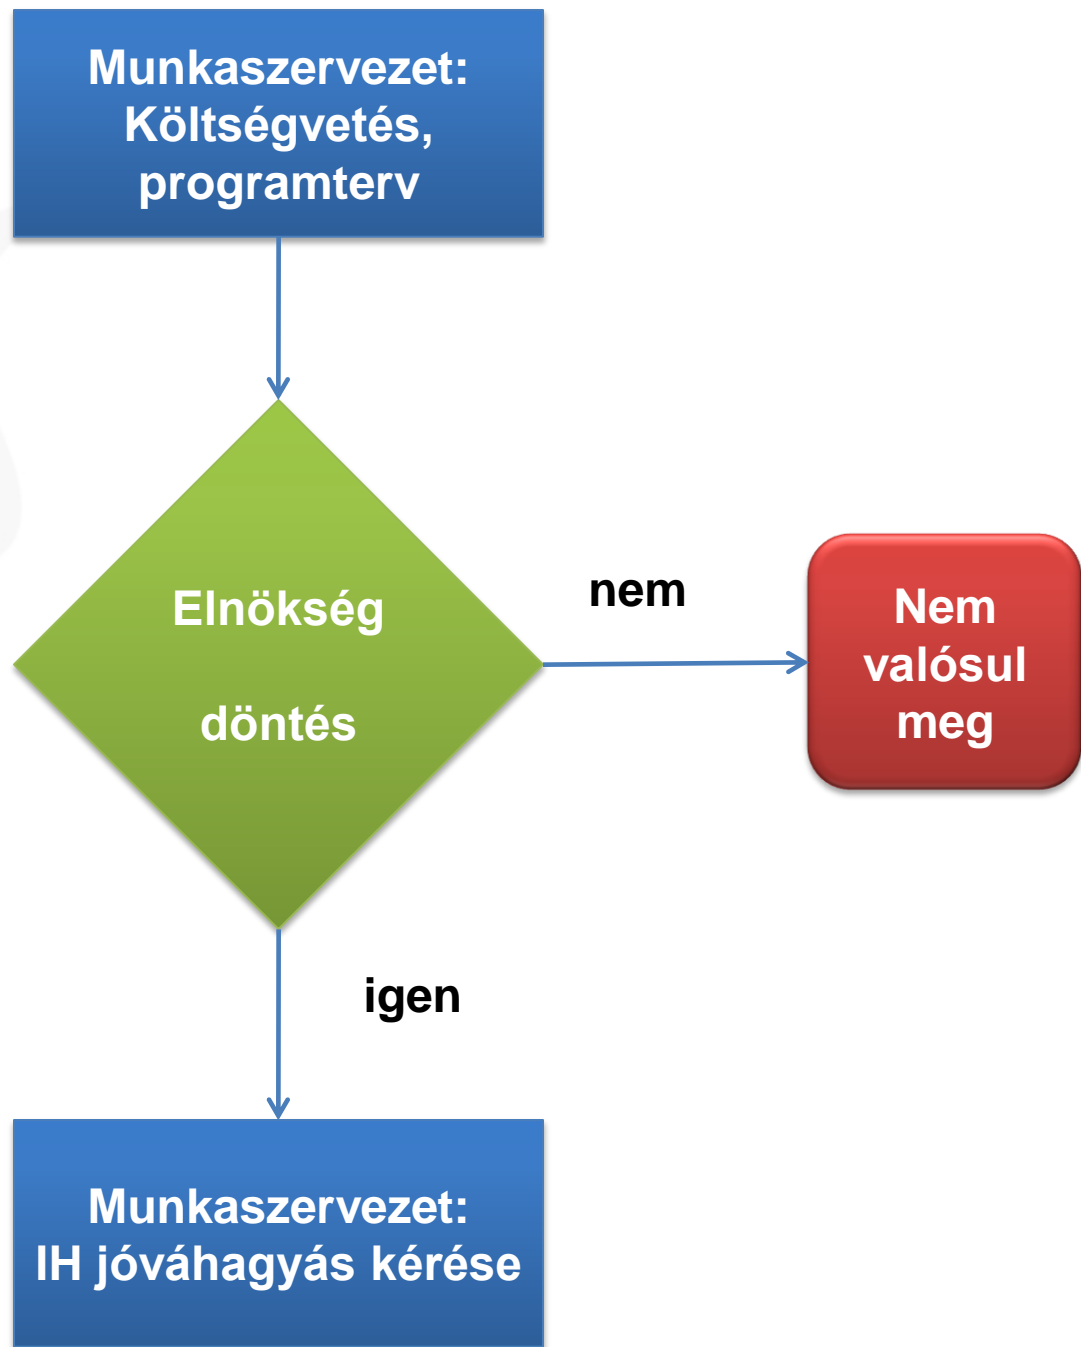 Munkaszervezet:
Költségvetés,
programterv
Elnökség
döntés
nem
Nem
valósul
meg
igen
Munkaszervezet:
IH jóváhagyás kérése